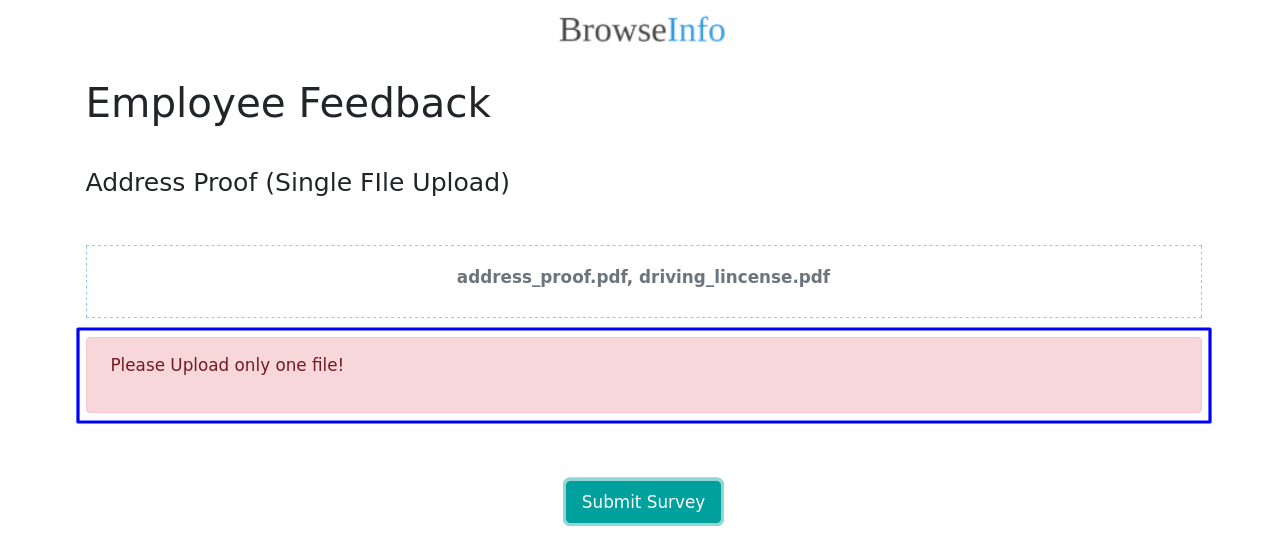 BrowseInfo
Employee Feedback
Address Proof (Single FIle Upload)
address_proof.pdf, driving_lincense.pdf
Please Upload only one file!
Submit Survey